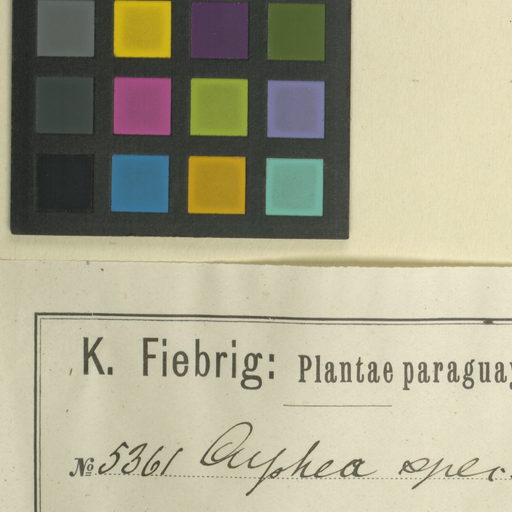 K. Fiebrig: Plantae paraguay
№ 5361 Cuphea spec.